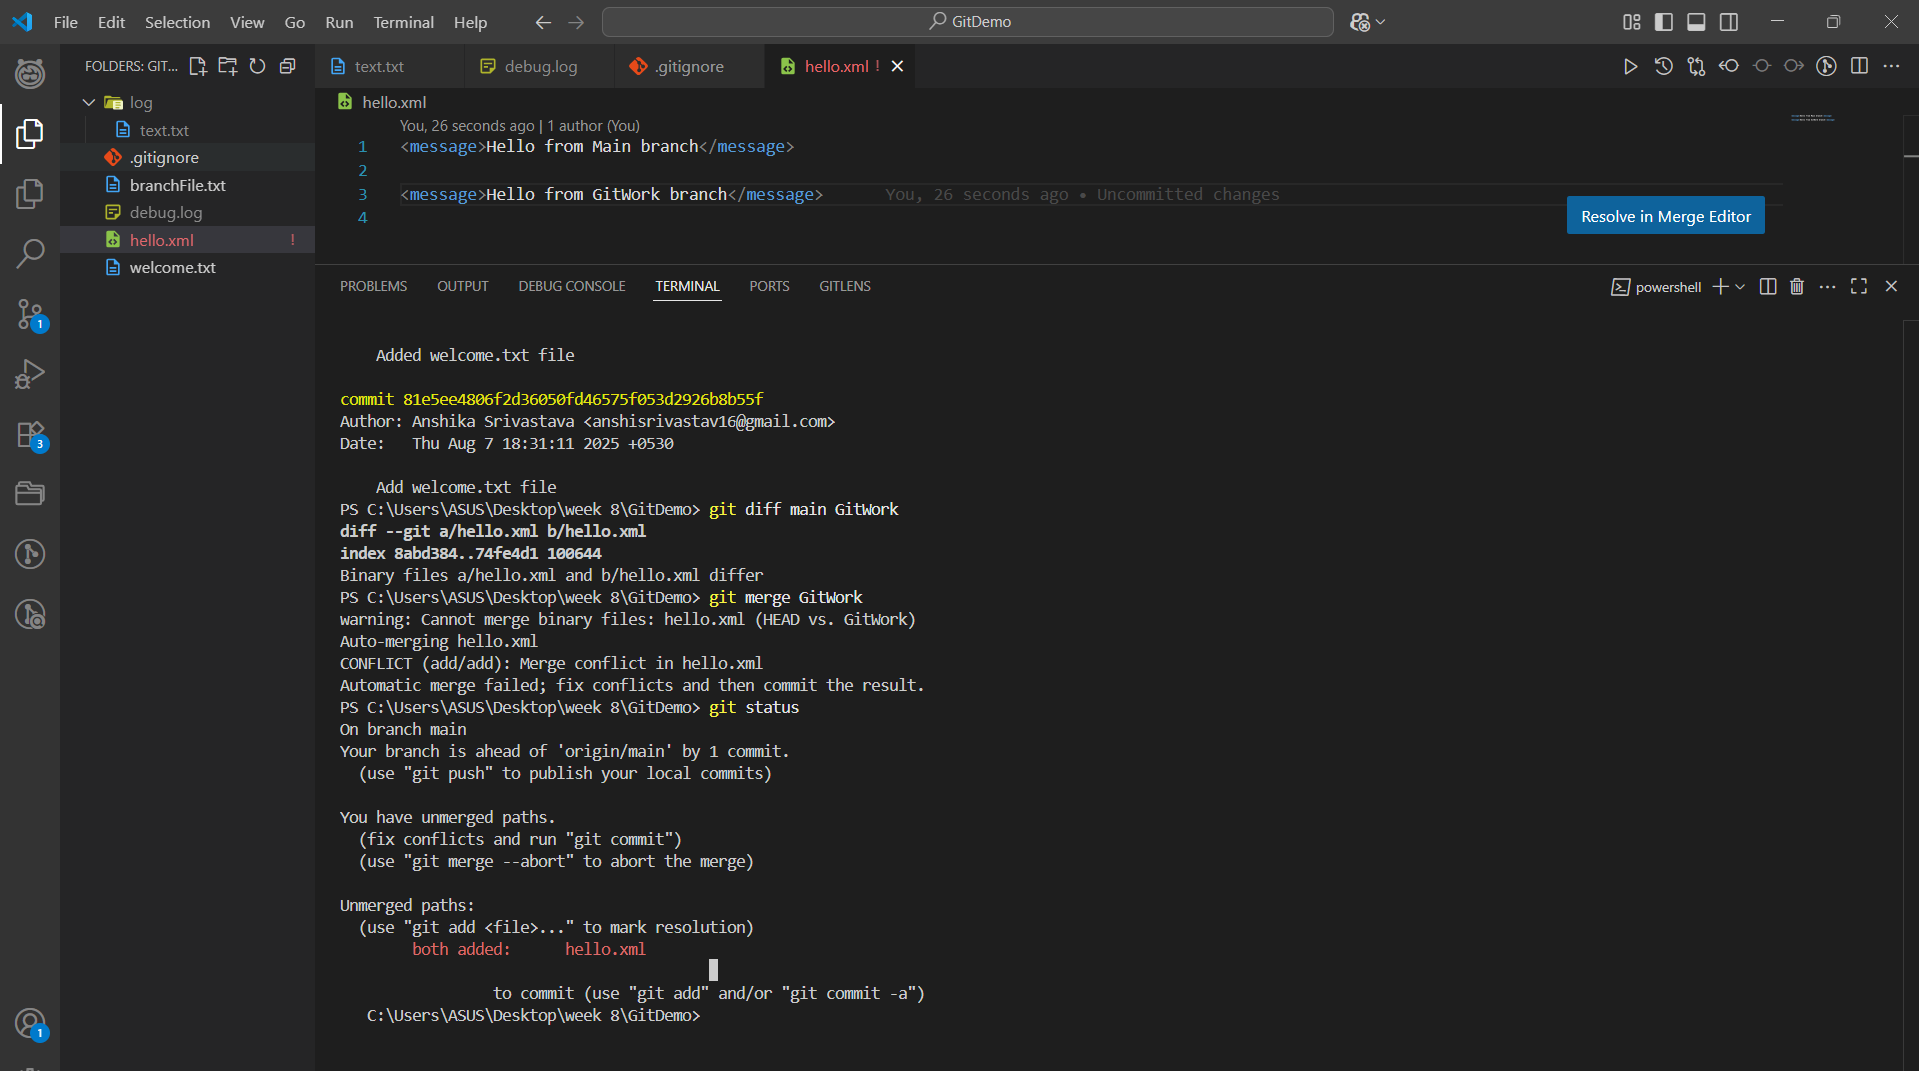 File Edit Selection View Go Run Terminal Help
GitDemo
FOLDERS: GIT...
log
text.txt
.gitignore
branchFile.txt
debug.log
hello.xml !
welcome.txt
1
3
1
text.txt
debug.log
.gitignore
hello.xml !
hello.xml
You, 26 seconds ago | 1 author (You)
1 <message>Hello from Main branch</message>
2
3 <message>Hello from GitWork branch</message> You, 26 seconds ago • Uncommitted changes
4
Resolve in Merge Editor
PROBLEMS OUTPUT DEBUG CONSOLE TERMINAL PORTS GITLENS
powershell
Added welcome.txt file
commit 81e5ee4806f2d36050fd46575f053d2926b8b55f
Author: Anshika Srivastava <anshisrivastav16@gmail.com>
Date: Thu Aug 7 18:31:11 2025 +0530
Add welcome.txt file
PS C:\Users\ASUS\Desktop\week 8\GitDemo> git diff main GitWork
diff --git a/hello.xml b/hello.xml
index 8abd384..74fe4d1 100644
Binary files a/hello.xml and b/hello.xml differ
PS C:\Users\ASUS\Desktop\week 8\GitDemo> git merge GitWork
warning: Cannot merge binary files: hello.xml (HEAD vs. GitWork)
Auto-merging hello.xml
CONFLICT (add/add): Merge conflict in hello.xml
Automatic merge failed; fix conflicts and then commit the result.
PS C:\Users\ASUS\Desktop\week 8\GitDemo> git status
On branch main
Your branch is ahead of 'origin/main' by 1 commit.
(use "git push" to publish your local commits)
You have unmerged paths.
(fix conflicts and run "git commit")
(use "git merge --abort" to abort the merge)
Unmerged paths:
(use "git add <file>..." to mark resolution)
both added: hello.xml
to commit (use "git add" and/or "git commit -a")
C:\Users\ASUS\Desktop\week 8\GitDemo>